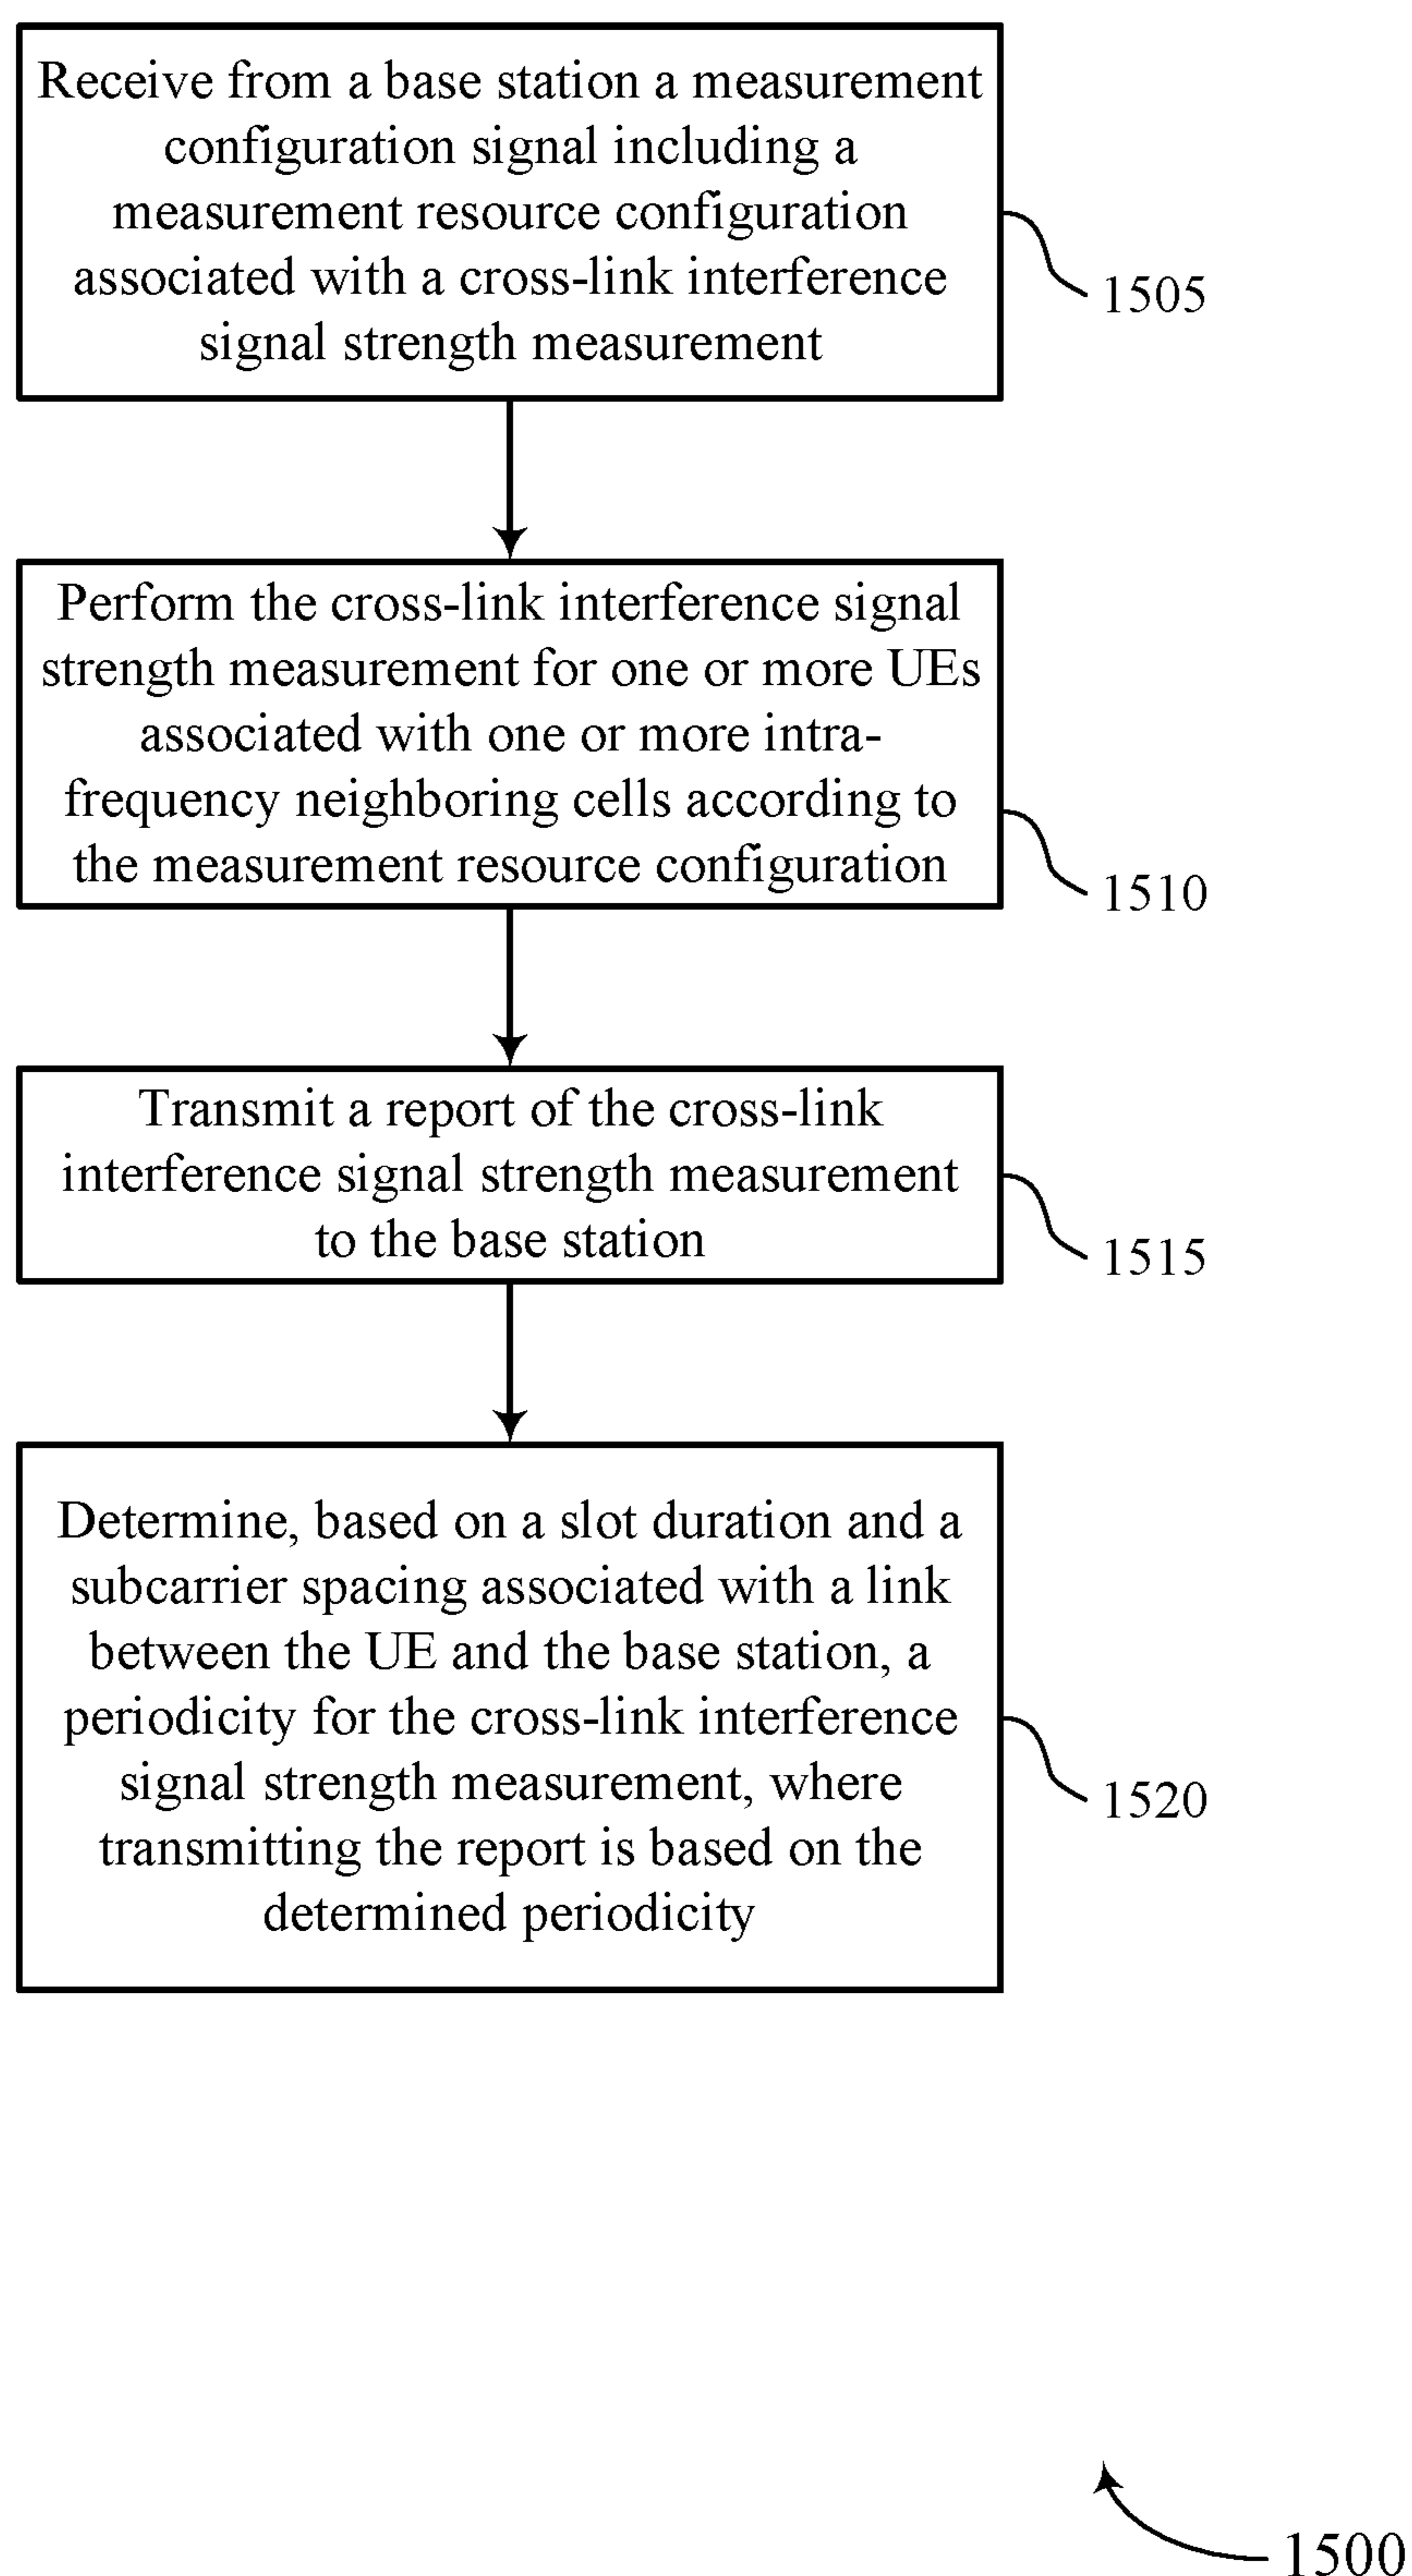 Receive from a base station a measurement
configuration signal including a
measurement resource configuration
associated with a cross-link interference
signal strength measurement
1505
Perform the cross-link interference signal
strength measurement for one or more UEs
associated with one or more intra-
frequency neighboring cells according to
the measurement resource configuration
1510
Transmit a report of the cross-link
interference signal strength measurement
to the base station
1515
Determine, based on a slot duration and a
subcarrier spacing associated with a link
between the UE and the base station, a
periodicity for the cross-link interference
signal strength measurement, where
transmitting the report is based on the
determined periodicity
1520
1500